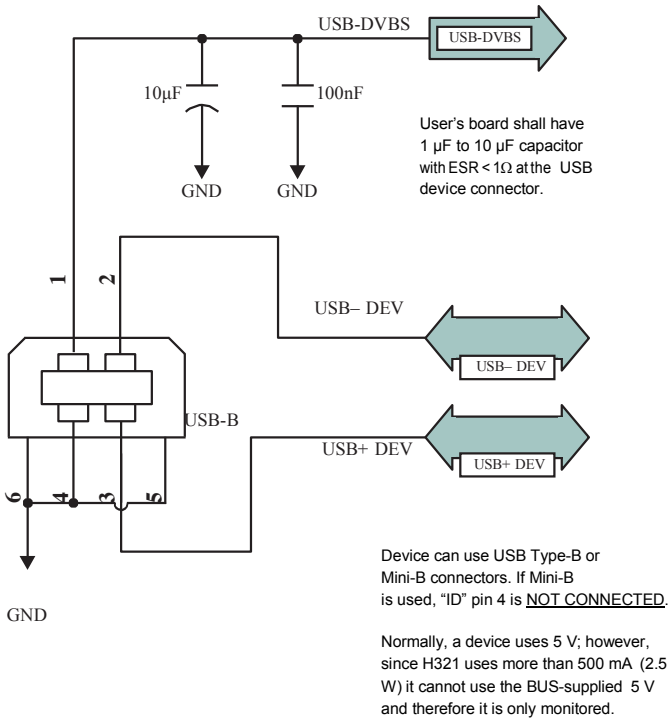 USB-DVBS
USB-DVBS
10µF
100nF
User's board shall have
1 µF to 10 µF capacitor
with ESR < 1Ω at the USB
device connector.
GND
GND
1
2
USB– DEV
USB– DEV
USB-B
USB+ DEV
USB+ DEV
6
4
3
5
Device can use USB Type-B or
Mini-B connectors. If Mini-B
is used, "ID" pin 4 is NOT CONNECTED.
GND
Normally, a device uses 5 V; however,
since H321 uses more than 500 mA (2.5
W) it cannot use the BUS-supplied 5 V
and therefore it is only monitored.